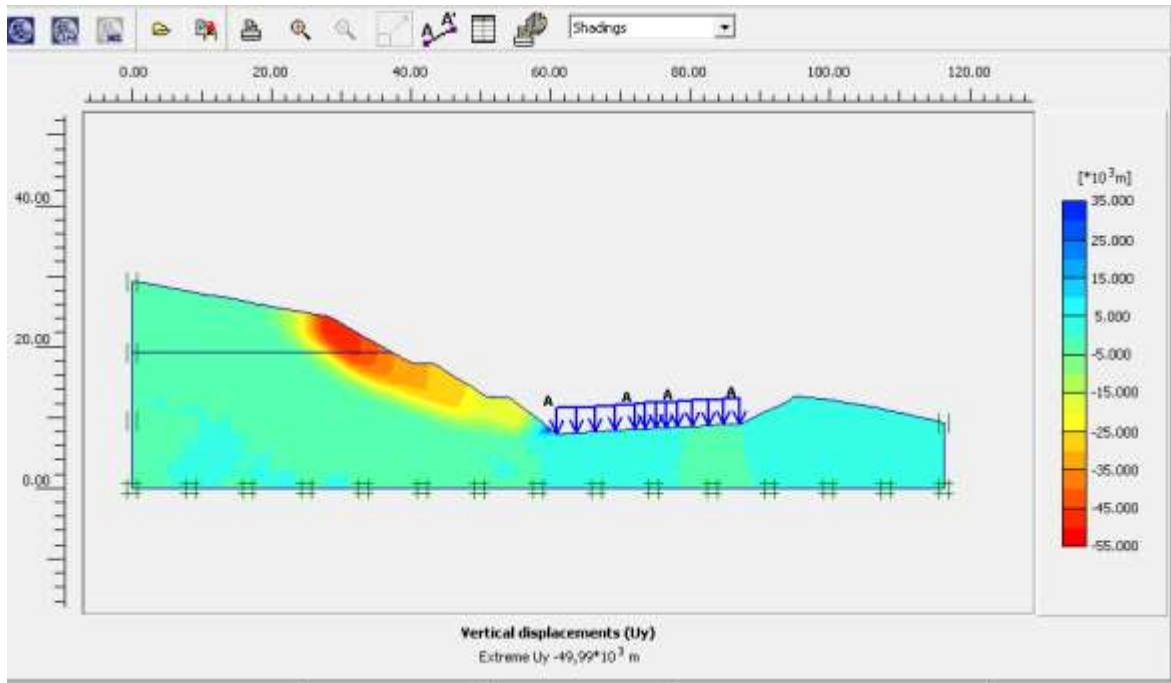 Shadings
0.00 20.00 40.00 60.00 80.00 100.00 120.00
A A'
40.00
20.00
0.00
A A A A
[*10³m]
35.000
25.000
15.000
5.000
-5.000
-15.000
-25.000
-35.000
-45.000
-55.000
Vertical displacements (Uy)
Extreme Uy -49,99*10³ m